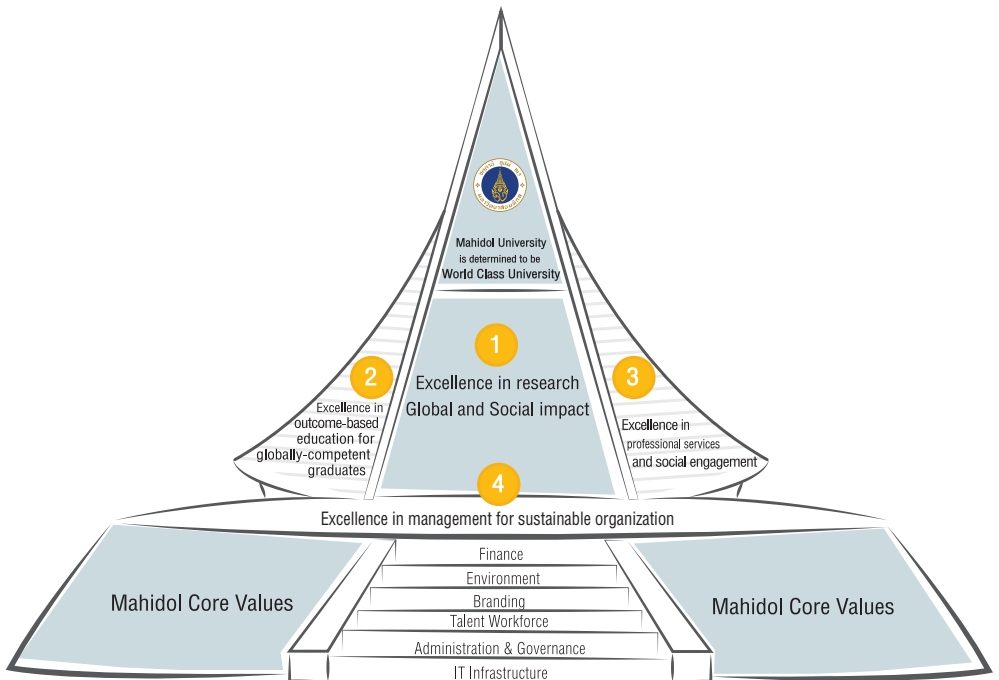 Mahidol University
is determined to be
World Class University
1
Excellence in research
Global and Social impact
2
Excellence in
outcome-based
education for
globally-competent
graduates
3
Excellence in
professional services
and social engagement
4
Excellence in management for sustainable organization
Finance
Environment
Branding
Talent Workforce
Administration & Governance
IT Infrastructure
Mahidol Core Values
Mahidol Core Values